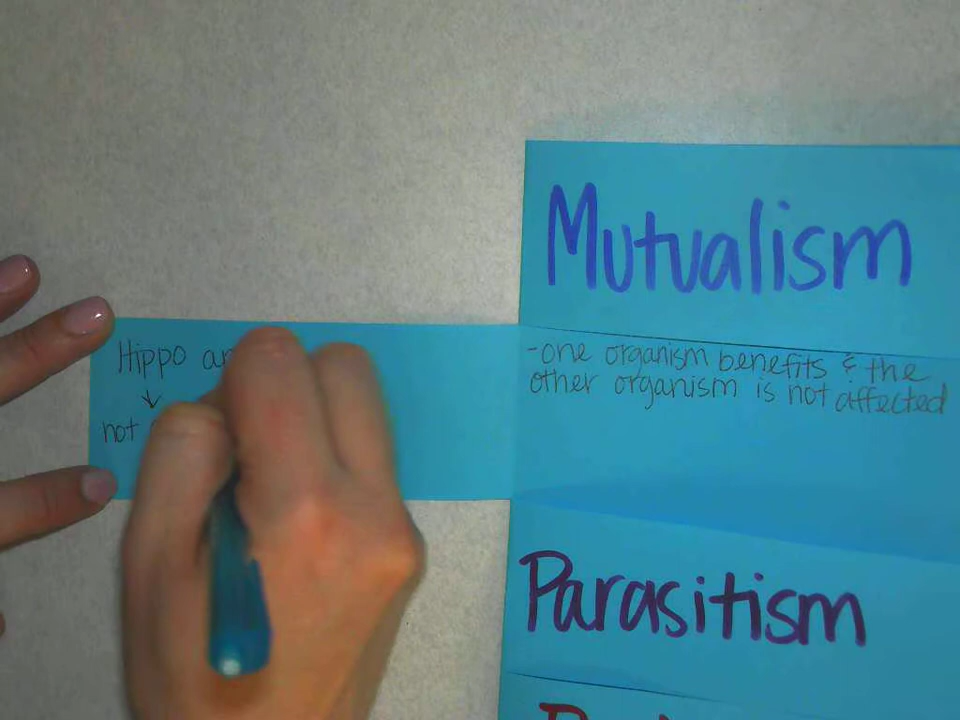 Mutualism
Hippo
not
-one organism benefits & the
other organism is not affected
Parasitism